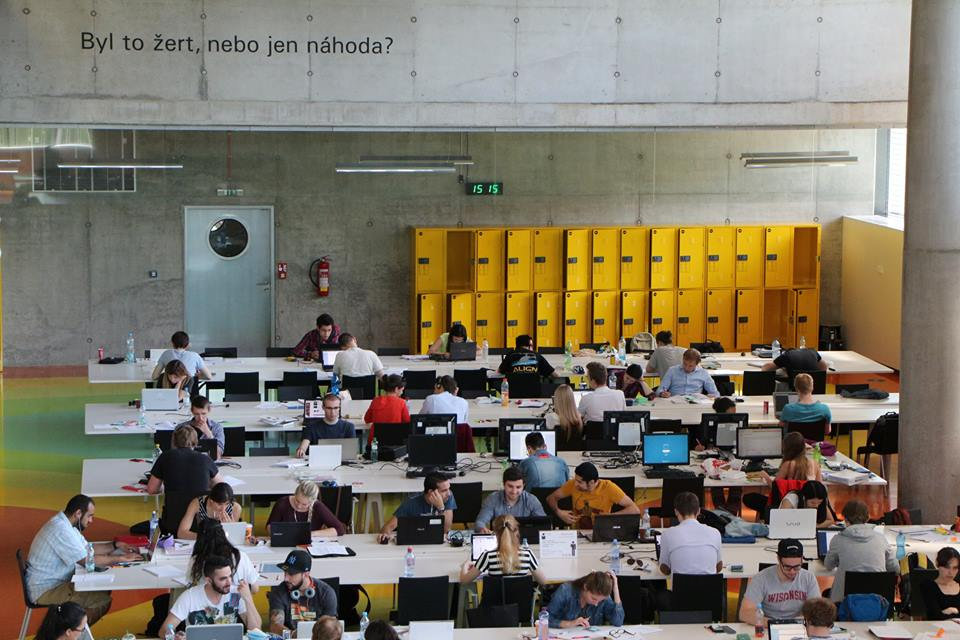 Byl to žert, nebo jen náhoda?
15 15
ALIGN
WISCONSIN